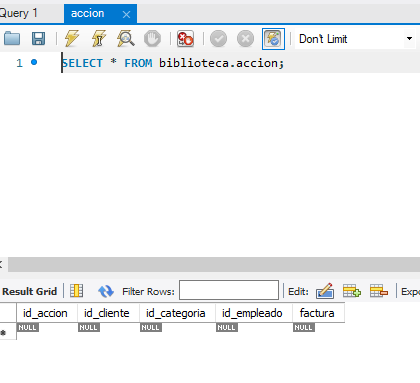 Query 1 accion ×
Don't Limit
1 SELECT * FROM biblioteca.accion;
Result Grid Filter Rows: Edit:
id_accion id_cliente id_categoria id_empleado factura
* NULL NULL NULL NULL NULL